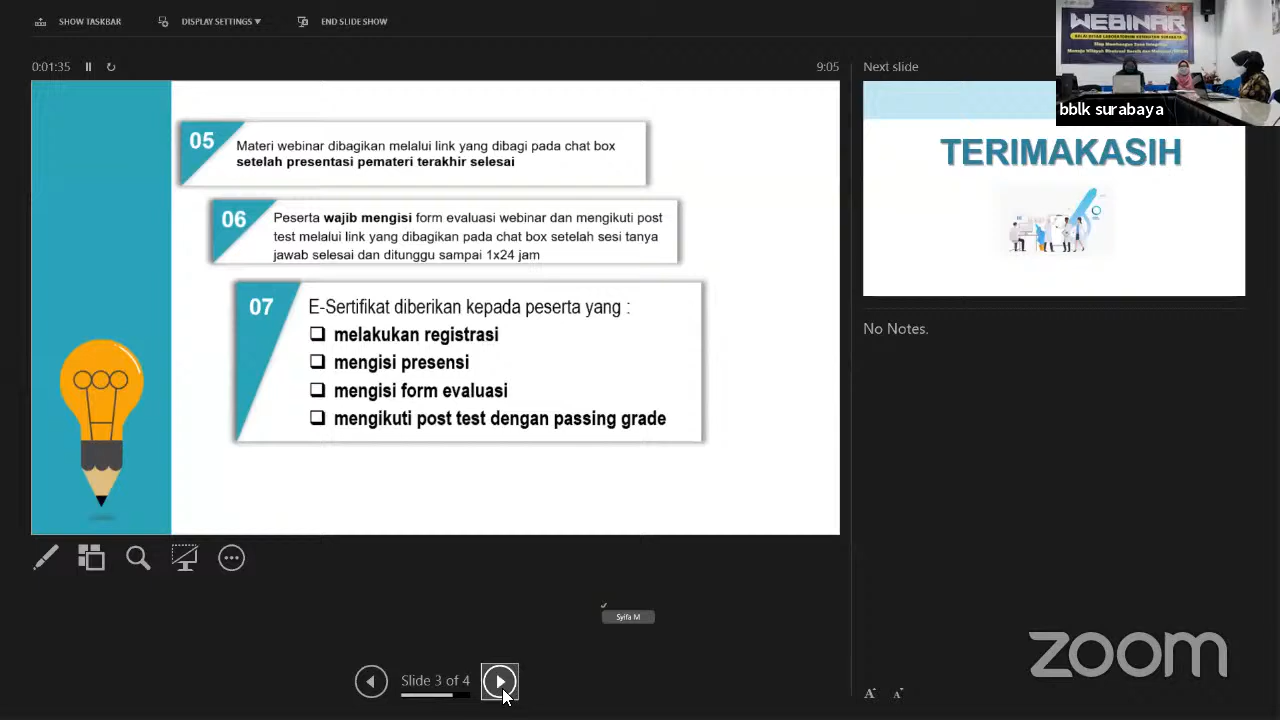 SHOW TASKBAR
DISPLAY SETTINGS
END SLIDE SHOW
0:01:35
9:05
05
Materi webinar dibagikan melalui link yang dibagi pada chat box
setelah presentasi pemateri terakhir selesai
06
Peserta wajib mengisi form evaluasi webinar dan mengikuti post
test melalui link yang dibagikan pada chat box setelah sesi tanya
jawab selesai dan ditunggu sampai 1x24 jam
07
E-Sertifikat diberikan kepada peserta yang :
melakukan registrasi
mengisi presensi
mengisi form evaluasi
mengikuti post test dengan passing grade
Syifa M
Slide 3 of 4
Next slide
TERIMAKASIH
No Notes.
WEBINAR
bblk surabaya
A A
zoom